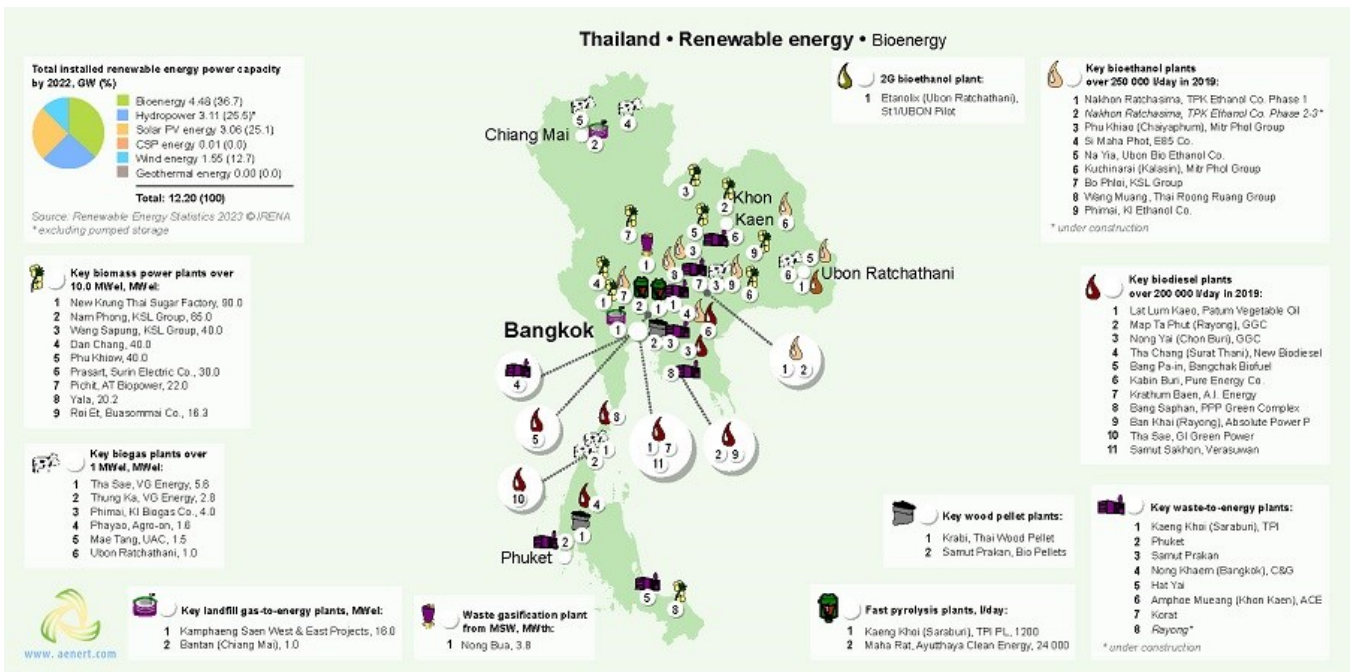 Thailand • Renewable energy • Bioenergy
Total installed renewable energy power capacity
by 2022, GW (%)
Bioenergy 4.48 (36.7)
Hydropower 3.11 (25.5)*
Solar PV energy 3.06 (25.1)
CSP energy 0.01 (0.0)
Wind energy 1.55 (12.7)
Geothermal energy 0.00 (0.0)
Total: 12.20 (100)
Source: Renewable Energy Statistics 2023 © IRENA
* excluding pumped storage
Key biomass power plants over
10.0 MWel, MWel:
1 New Krung Thai Sugar Factory, 90.0
2 Nam Phong, KSL Group, 65.0
3 Wang Sapung, KSL Group, 40.0
4 Dan Chang, 40.0
5 Phu Khiow, 40.0
6 Prasart, Surin Electric Co., 30.0
7 Pichit, AT Biopower, 22.0
8 Yala, 20.2
9 Roi Et, Buasommai Co., 16.3
Key biogas plants over
1 MWel, MWel:
1 Tha Sae, VG Energy, 5.6
2 Thung Ka, VG Energy, 2.8
3 Phimai, KI Biogas Co., 4.0
4 Phayao, Agro-on, 1.6
5 Mae Tang, UAC, 1.5
6 Ubon Ratchathani, 1.0
www.aenert.com
Key landfill gas-to-energy plants, MWel:
1 Kamphaeng Saen West & East Projects, 16.0
2 Bantan (Chiang Mai), 1.0
Waste gasification plant
from MSW, MWth:
1 Nong Bua, 3.8
Chiang Mai
Khon
Kaen
Ubon Ratchathani
Bangkok
Phuket
2G bioethanol plant:
1 Etanolix (Ubon Ratchathani),
St1/UBON Pilot
Key bioethanol plants
over 250 000 l/day in 2019:
1 Nakhon Ratchasima, TPK Ethanol Co. Phase 1
2 Nakhon Ratchasima, TPK Ethanol Co. Phase 2-3*
3 Phu Khiao (Chaiyaphum), Mitr Phol Group
4 Si Maha Phot, E85 Co.
5 Na Yia, Ubon Bio Ethanol Co.
6 Kuchinarai (Kalasin), Mitr Phol Group
7 Bo Phloi, KSL Group
8 Wang Muang, Thai Roong Ruang Group
9 Phimai, KI Ethanol Co.
* under construction
Key biodiesel plants
over 200 000 l/day in 2019:
1 Lat Lum Kaeo, Patum Vegetable Oil
2 Map Ta Phut (Rayong), GGC
3 Nong Yai (Chon Buri), GGC
4 Tha Chang (Surat Thani), New Biodiesel
5 Bang Pa-in, Bangchak Biofuel
6 Kabin Buri, Pure Energy Co.
7 Krathum Baen, A.I. Energy
8 Bang Saphan, PPP Green Complex
9 Ban Khai (Rayong), Absolute Power P
10 Tha Sae, GI Green Power
11 Samut Sakhon, Verasuwan
Key wood pellet plants:
1 Krabi, Thai Wood Pellet
2 Samut Prakan, Bio Pellets
Fast pyrolysis plants, l/day:
1 Kaeng Khoi (Saraburi), TPI PL, 1200
2 Maha Rat, Ayutthaya Clean Energy, 24 000
Key waste-to-energy plants:
1 Kaeng Khoi (Saraburi), TPI
2 Phuket
3 Samut Prakan
4 Nong Khaem (Bangkok), C&G
5 Hat Yai
6 Amphoe Mueang (Khon Kaen), ACE
7 Korat
8 Rayong*
* under construction